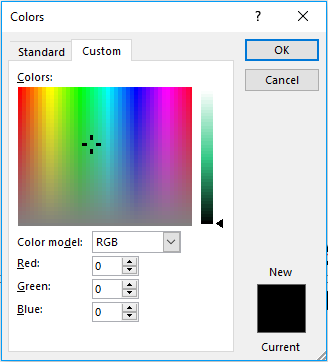 Colors
?
Standard
Custom
OK
Cancel
Colors:
Color model: RGB
Red: 0
Green: 0
Blue: 0
New
Current